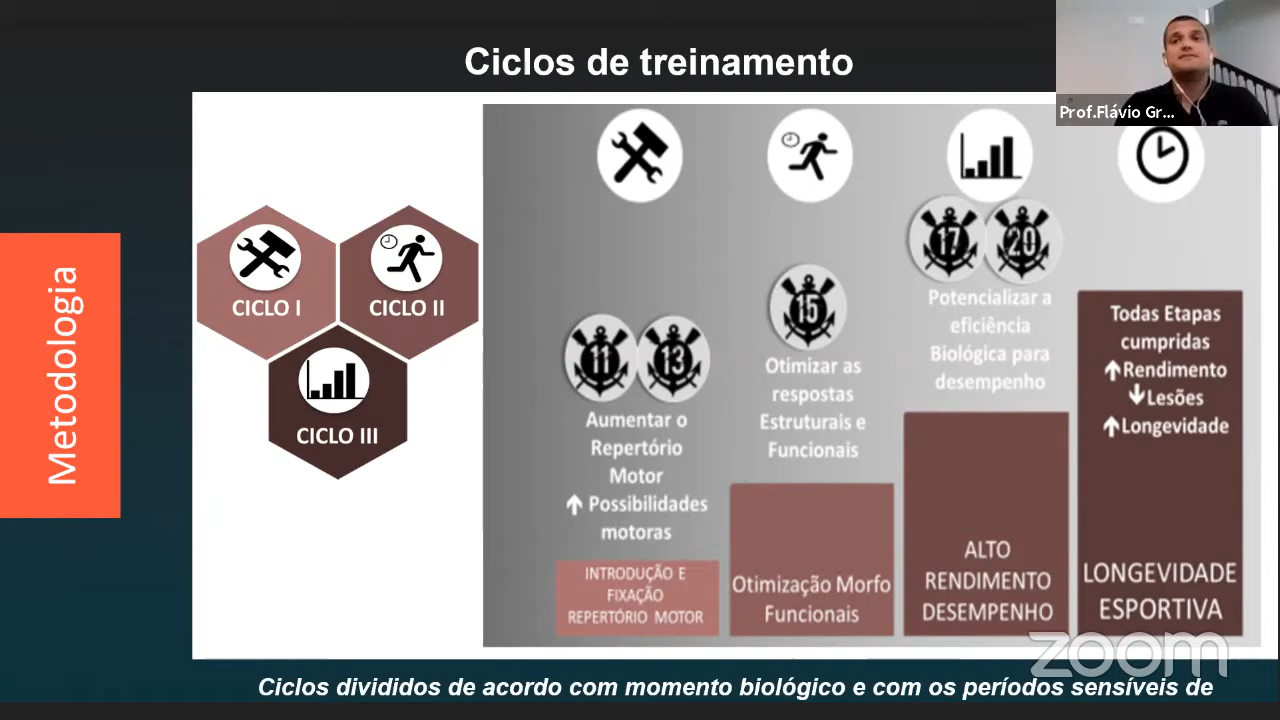 Ciclos de treinamento
Prof.Flávio Gr...
Metodologia
CICLO I
CICLO II
CICLO III
11
13
Aumentar o
Repertório
Motor
Possibilidades
motoras
INTRODUÇÃO E
FIXAÇÃO
REPERTÓRIO MOTOR
15
Otimizar as
respostas
Estruturais e
Funcionais
Otimização Morfo
Funcionais
17
20
Potencializar a
eficiência
Biológica para
desempenho
ALTO
RENDIMENTO
DESEMPENHO
Todas Etapas
cumpridas
Rendimento
Lesões
Longevidade
LONGEVIDADE
ESPORTIVA
zoom
Ciclos divididos de acordo com momento biológico e com os períodos sensíveis de